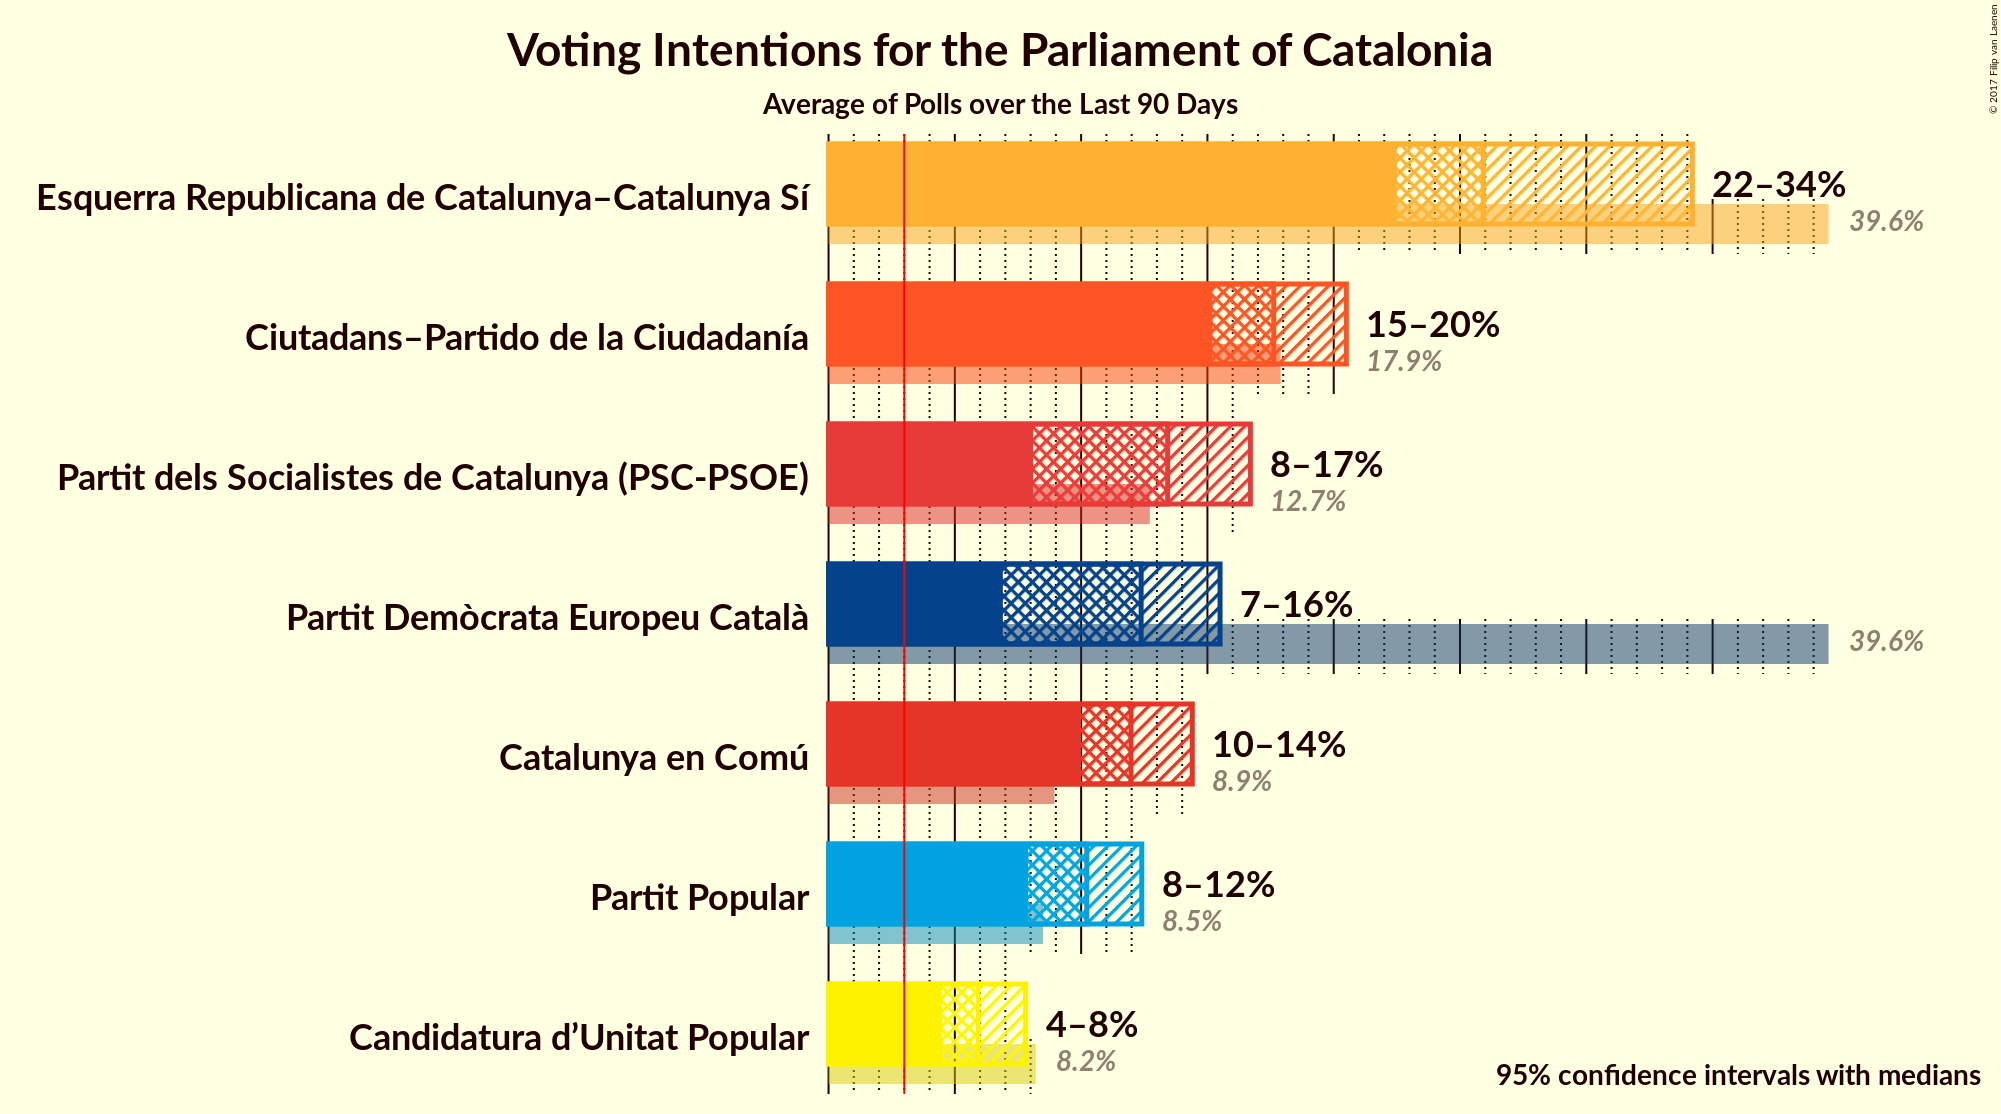 Voting Intentions for the Parliament of Catalonia
Average of Polls over the Last 90 Days
© 2017 Filip van Laenen
Esquerra Republicana de Catalunya–Catalunya Sí
22–34%
39.6%
Ciutadans–Partido de la Ciudadanía
15–20%
17.9%
Partit dels Socialistes de Catalunya (PSC-PSOE)
8–17%
12.7%
Partit Demòcrata Europeu Català
7–16%
39.6%
Catalunya en Comú
10–14%
8.9%
Partit Popular
8–12%
8.5%
Candidatura d’Unitat Popular
4–8%
8.2%
95% confidence intervals with medians